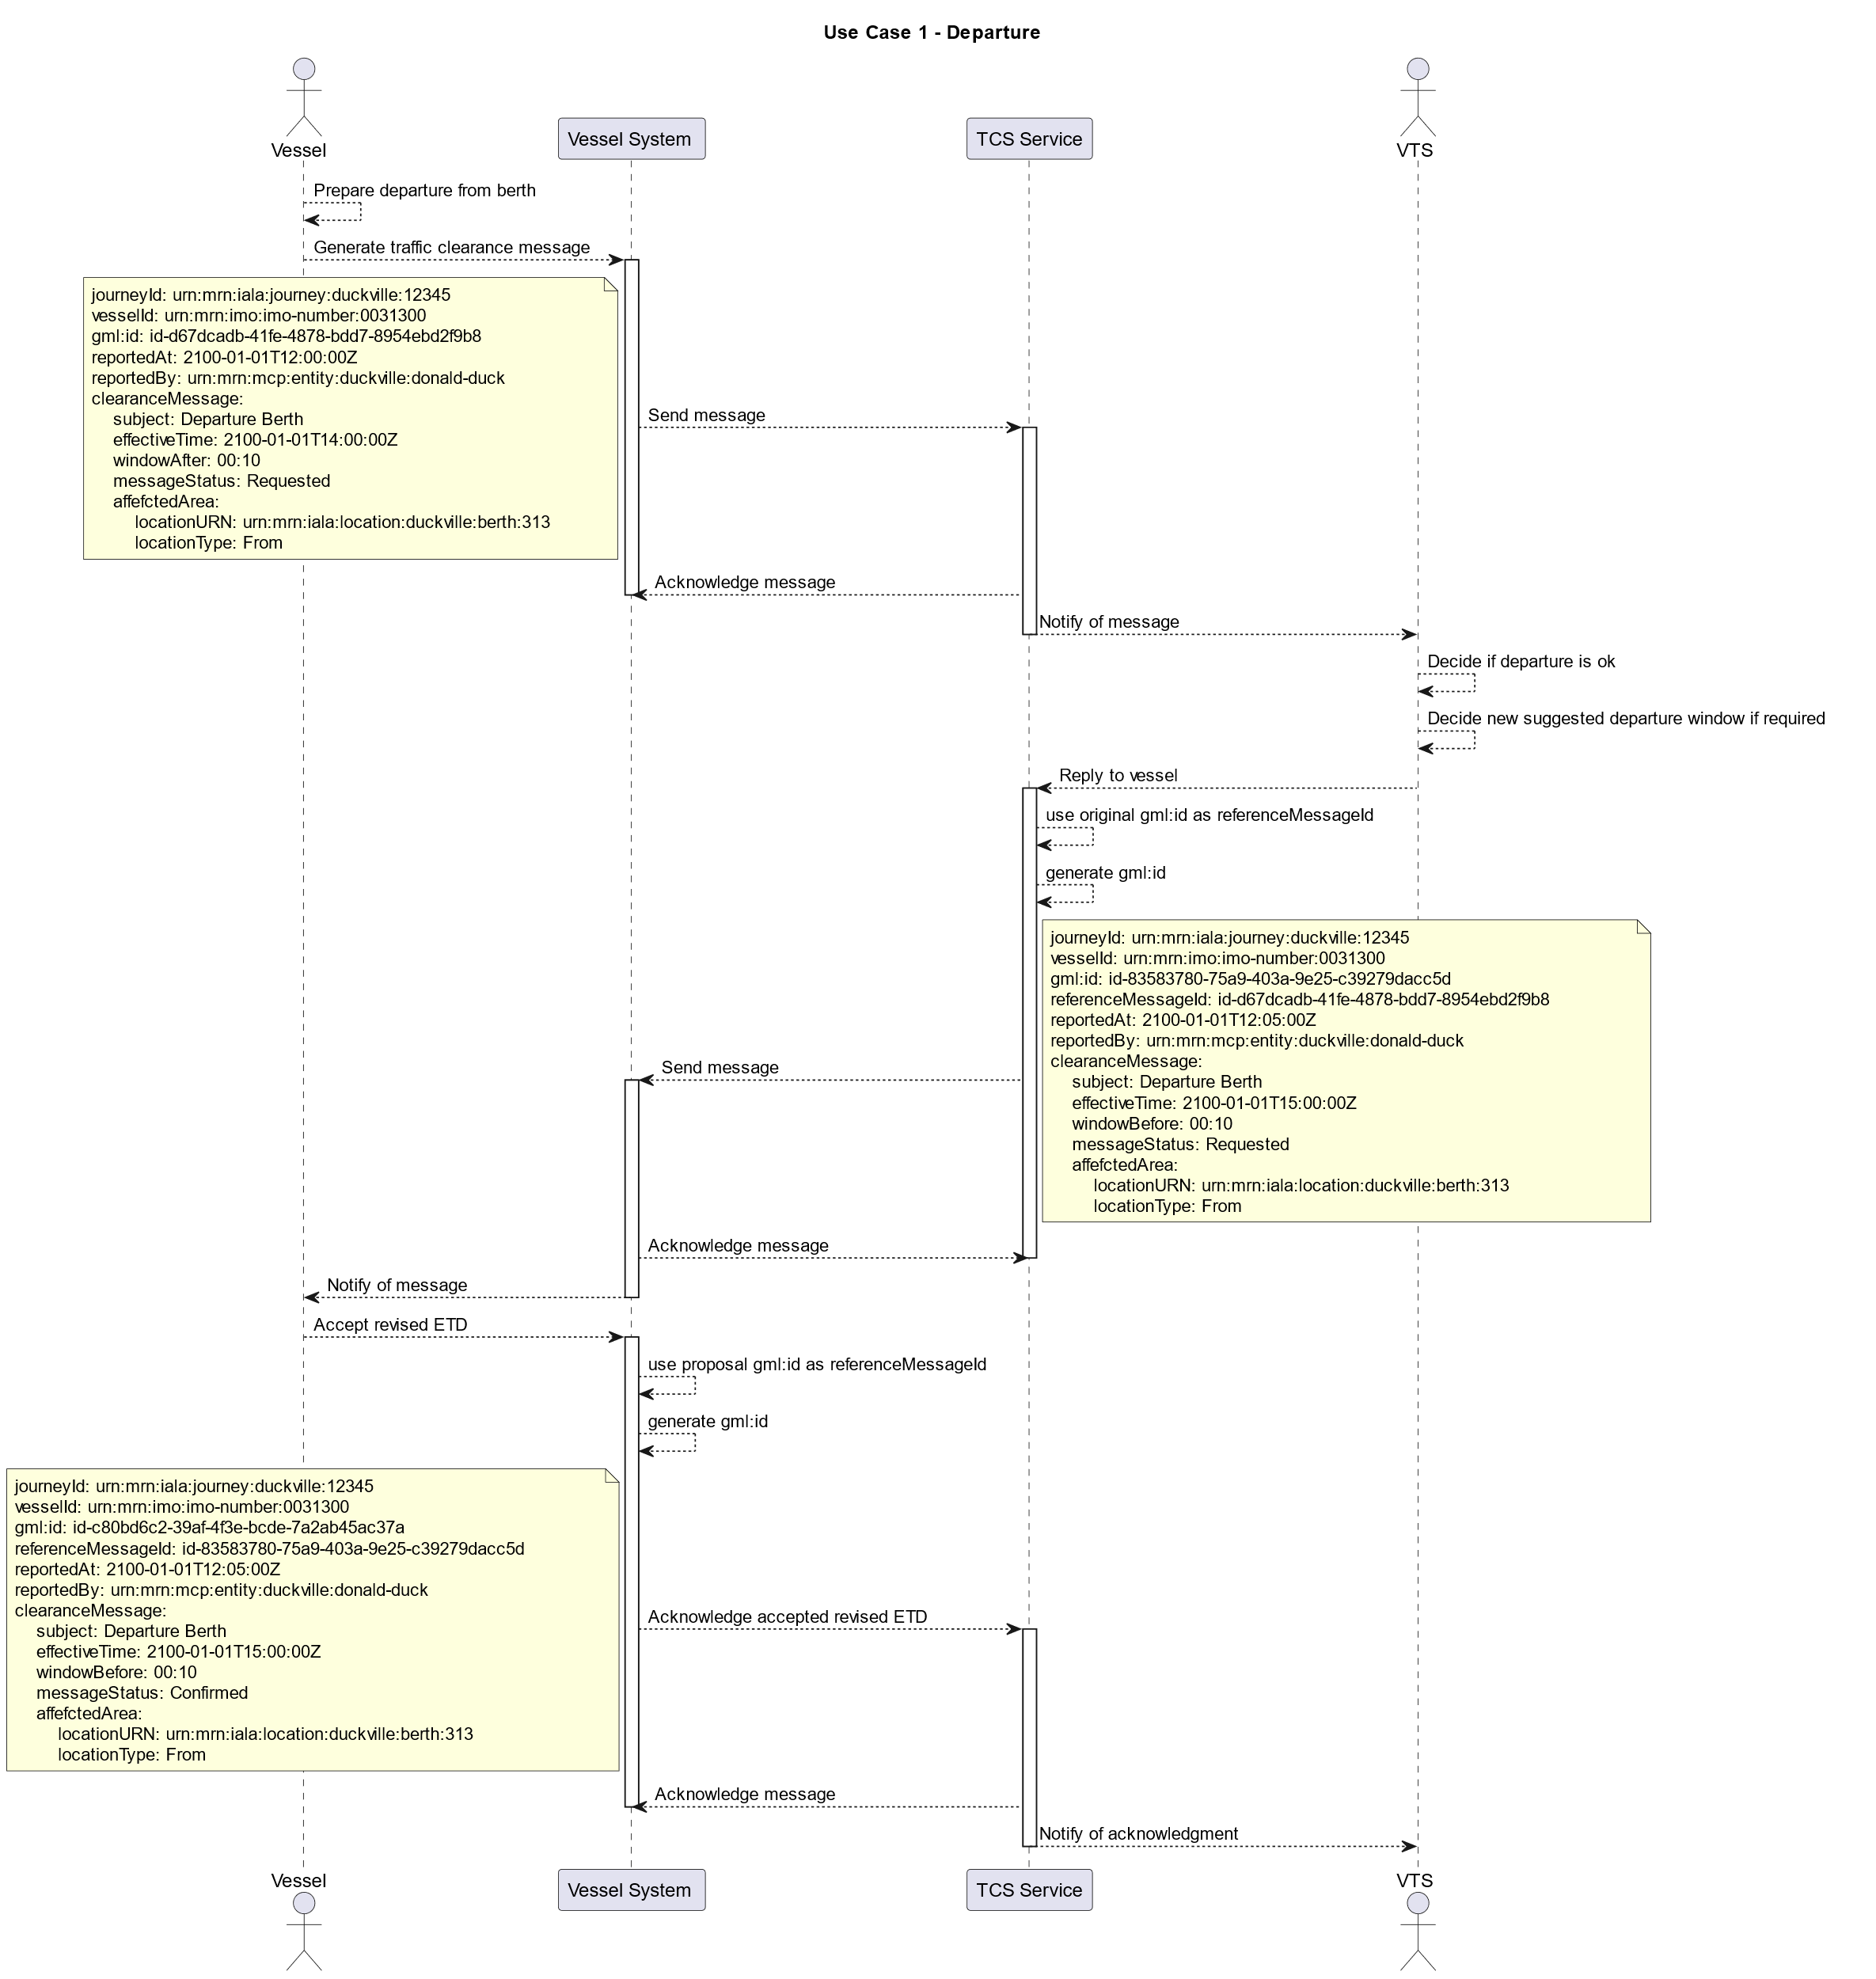 Use Case 1 - Departure
Vessel
Vessel System
TCS Service
VTS
Prepare departure from berth
Generate traffic clearance message
journeyId: urn:mrn:iala:journey:duckville:12345
vesselId: urn:mrn:imo:imo-number:0031300
gml:id: id-d67dcadb-41fe-4878-bdd7-8954ebd2f9b8
reportedAt: 2100-01-01T12:00:00Z
reportedBy: urn:mrn:mcp:entity:duckville:donald-duck
clearanceMessage:
subject: Departure Berth
effectiveTime: 2100-01-01T14:00:00Z
windowAfter: 00:10
messageStatus: Requested
affefctedArea:
locationURN: urn:mrn:iala:location:duckville:berth:313
locationType: From
Send message
Acknowledge message
Notify of message
Decide if departure is ok
Decide new suggested departure window if required
Reply to vessel
use original gml:id as referenceMessageId
generate gml:id
journeyId: urn:mrn:iala:journey:duckville:12345
vesselId: urn:mrn:imo:imo-number:0031300
gml:id: id-83583780-75a9-403a-9e25-c39279dacc5d
referenceMessageId: id-d67dcadb-41fe-4878-bdd7-8954ebd2f9b8
reportedAt: 2100-01-01T12:05:00Z
reportedBy: urn:mrn:mcp:entity:duckville:donald-duck
clearanceMessage:
subject: Departure Berth
effectiveTime: 2100-01-01T15:00:00Z
windowBefore: 00:10
messageStatus: Requested
affefctedArea:
locationURN: urn:mrn:iala:location:duckville:berth:313
locationType: From
Send message
Acknowledge message
Notify of message
Accept revised ETD
use proposal gml:id as referenceMessageId
generate gml:id
journeyId: urn:mrn:iala:journey:duckville:12345
vesselId: urn:mrn:imo:imo-number:0031300
gml:id: id-c80bd6c2-39af-4f3e-bcde-7a2ab45ac37a
referenceMessageId: id-83583780-75a9-403a-9e25-c39279dacc5d
reportedAt: 2100-01-01T12:05:00Z
reportedBy: urn:mrn:mcp:entity:duckville:donald-duck
clearanceMessage:
subject: Departure Berth
effectiveTime: 2100-01-01T15:00:00Z
windowBefore: 00:10
messageStatus: Confirmed
affefctedArea:
locationURN: urn:mrn:iala:location:duckville:berth:313
locationType: From
Acknowledge accepted revised ETD
Acknowledge message
Notify of acknowledgment
Vessel
Vessel System
TCS Service
VTS